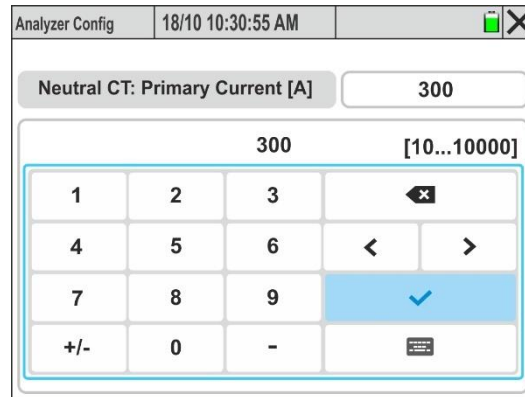 Analyzer Config 18/10 10:30:55 AM
Neutral CT: Primary Current [A] 300
300 [10...10000]
1 2 3
4 5 6 < >
7 8 9
+/- 0 -